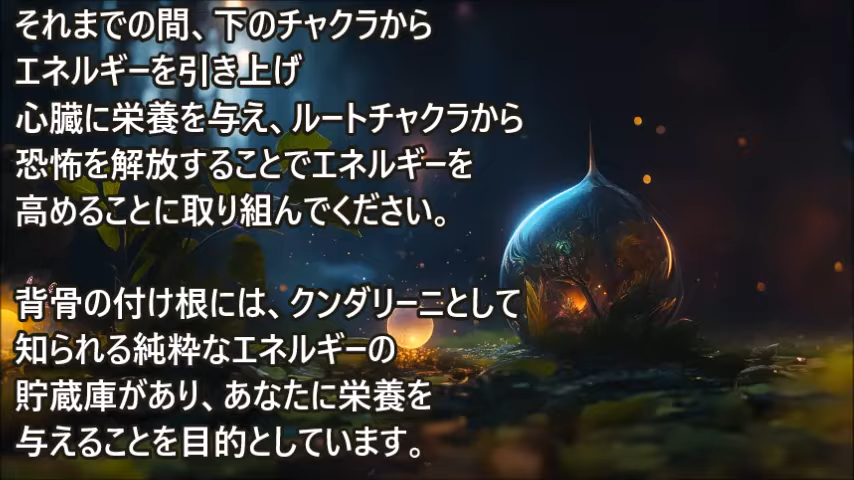 それまでの間、下のチャクラから
エネルギーを引き上げ
心臓に栄養を与え、ルートチャクラから
恐怖を解放することでエネルギーを
高めることに取り組んでください。
背骨の付け根には、クンダリーニとして
知られる純粋なエネルギーの
貯蔵庫があり、あなたに栄養を
与えることを目的としています。